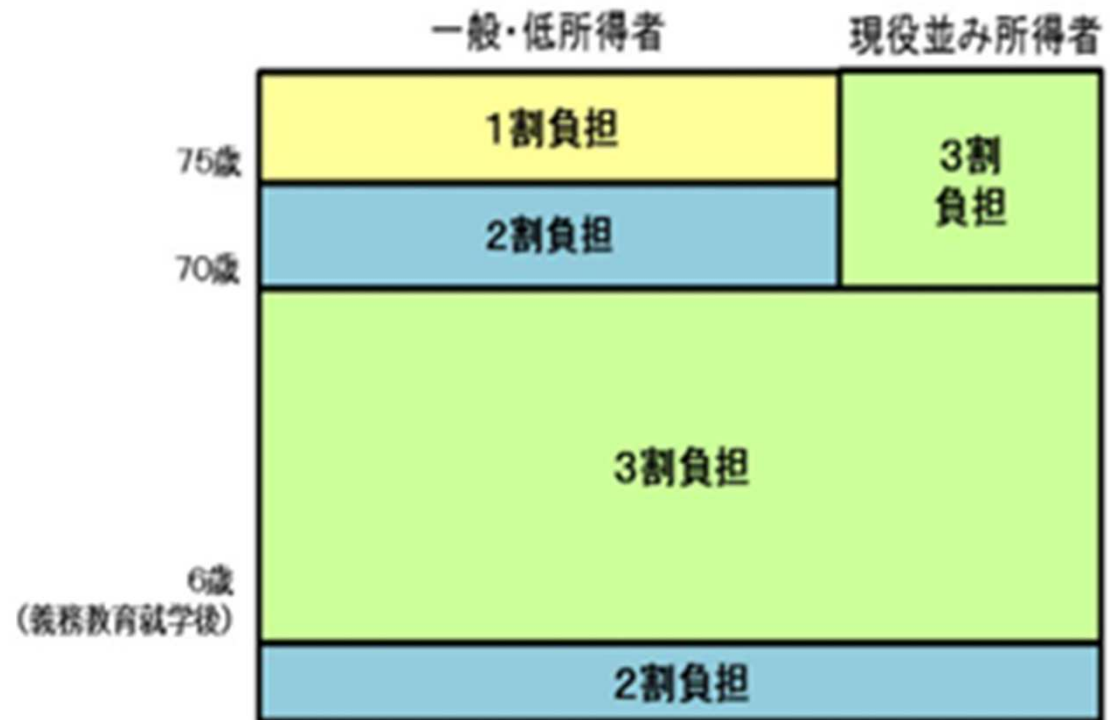 一般・低所得者
現役並み所得者
1割負担
3割
負担
75歳
2割負担
70歳
3割負担
6歳
(義務教育就学後)
2割負担